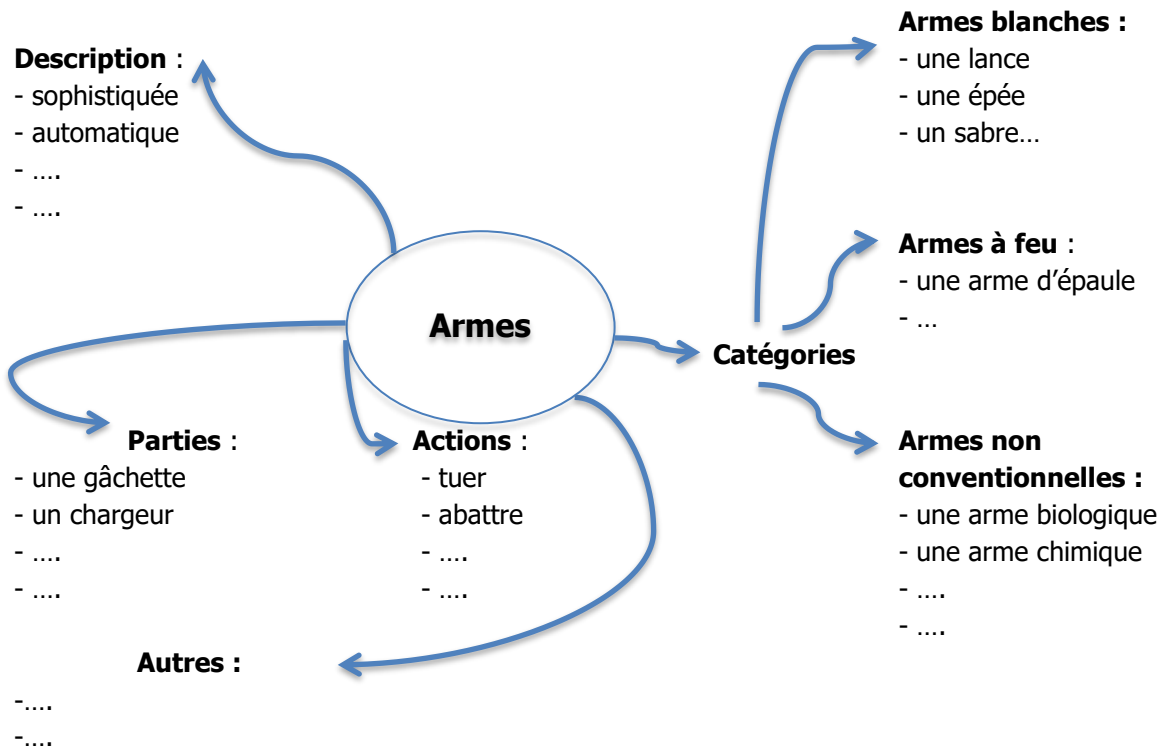 Description :
- sophistiquée
- automatique
- ….
- ….
Armes blanches :
- une lance
- une épée
- un sabre…
Armes à feu :
- une arme d’épaule
- …
Armes
Catégories
Parties :
- une gâchette
- un chargeur
- ….
- ….
Actions :
- tuer
- abattre
- ….
- ….
Armes non
conventionnelles :
- une arme biologique
- une arme chimique
- ….
- ….
Autres :
-….
-….